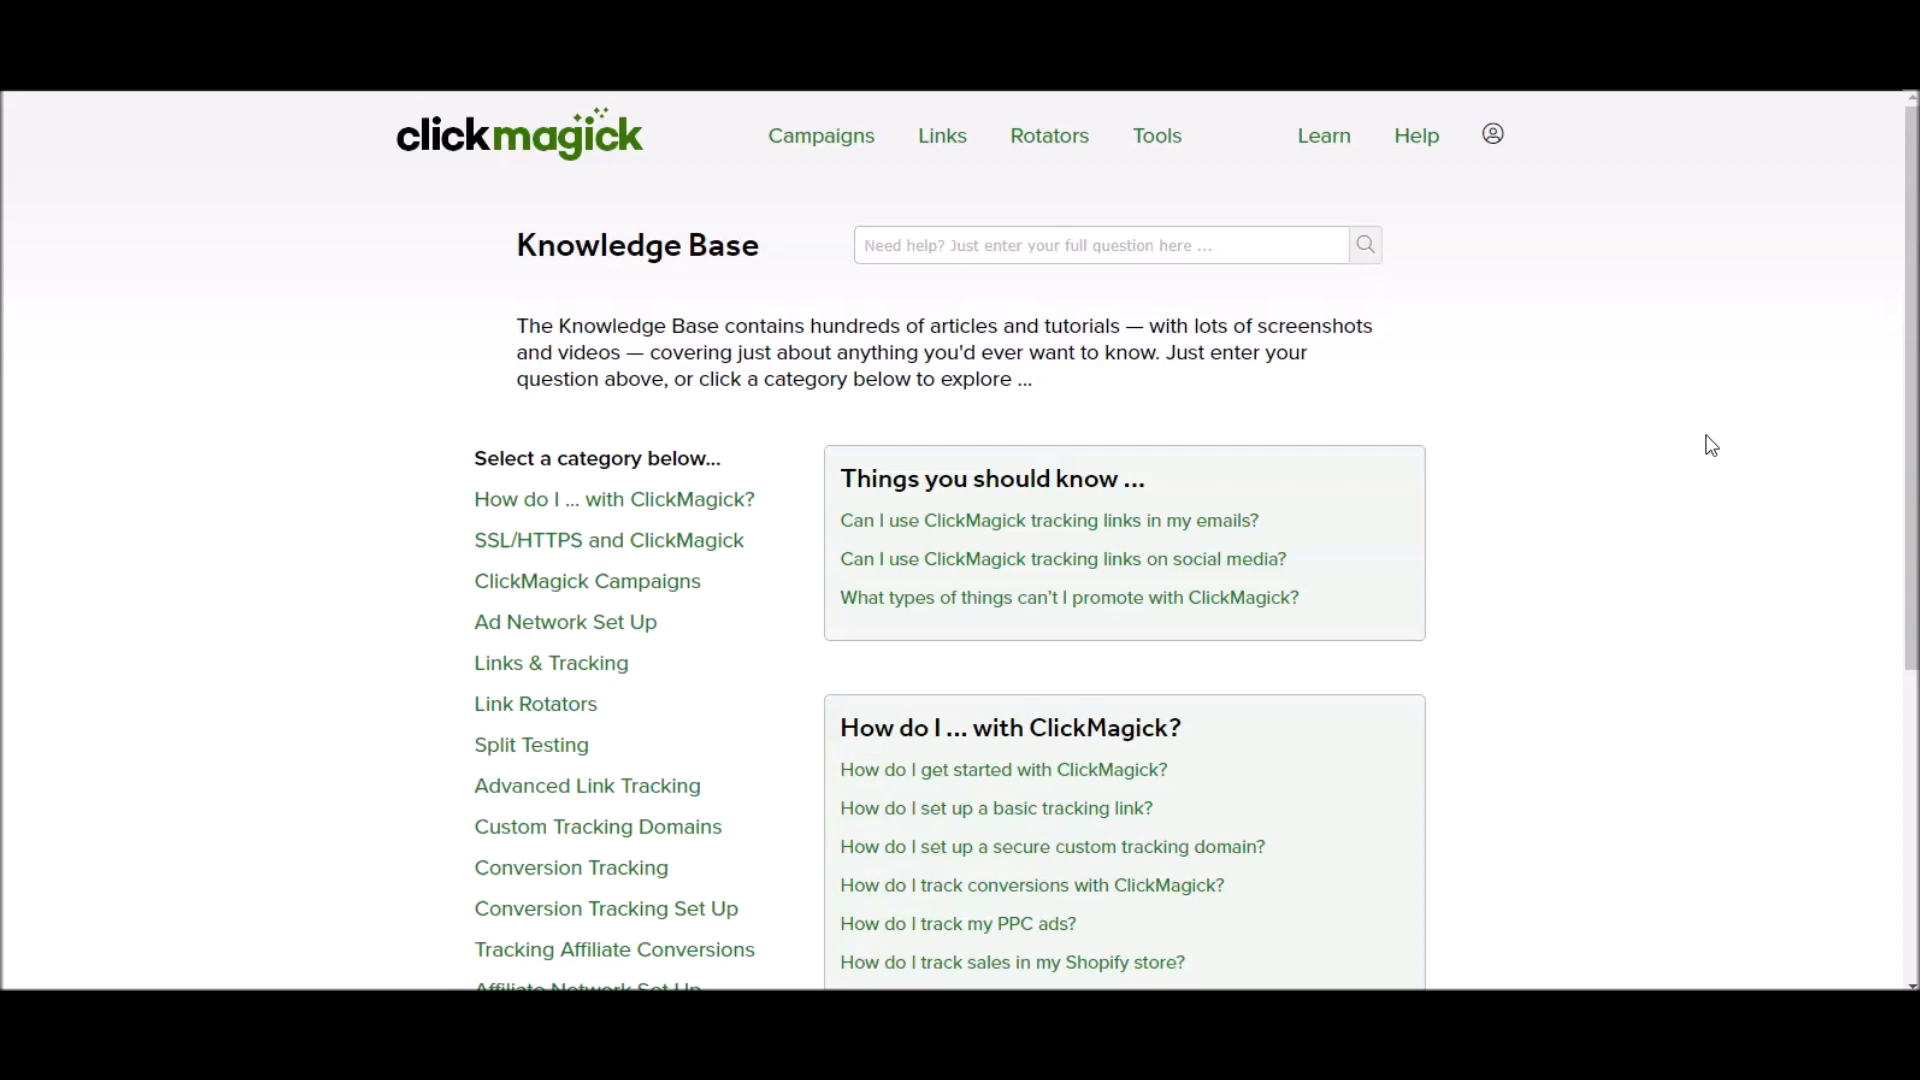 clickmagick
Campaigns Links Rotators Tools Learn Help
Knowledge Base
Need help? Just enter your full question here ...
The Knowledge Base contains hundreds of articles and tutorials — with lots of screenshots
and videos — covering just about anything you'd ever want to know. Just enter your
question above, or click a category below to explore ...
Select a category below...
How do I ... with ClickMagick?
SSL/HTTPS and ClickMagick
ClickMagick Campaigns
Ad Network Set Up
Links & Tracking
Link Rotators
Split Testing
Advanced Link Tracking
Custom Tracking Domains
Conversion Tracking
Conversion Tracking Set Up
Tracking Affiliate Conversions
Affiliate Network Set Up
Things you should know ...
Can I use ClickMagick tracking links in my emails?
Can I use ClickMagick tracking links on social media?
What types of things can't I promote with ClickMagick?
How do I ... with ClickMagick?
How do I get started with ClickMagick?
How do I set up a basic tracking link?
How do I set up a secure custom tracking domain?
How do I track conversions with ClickMagick?
How do I track my PPC ads?
How do I track sales in my Shopify store?